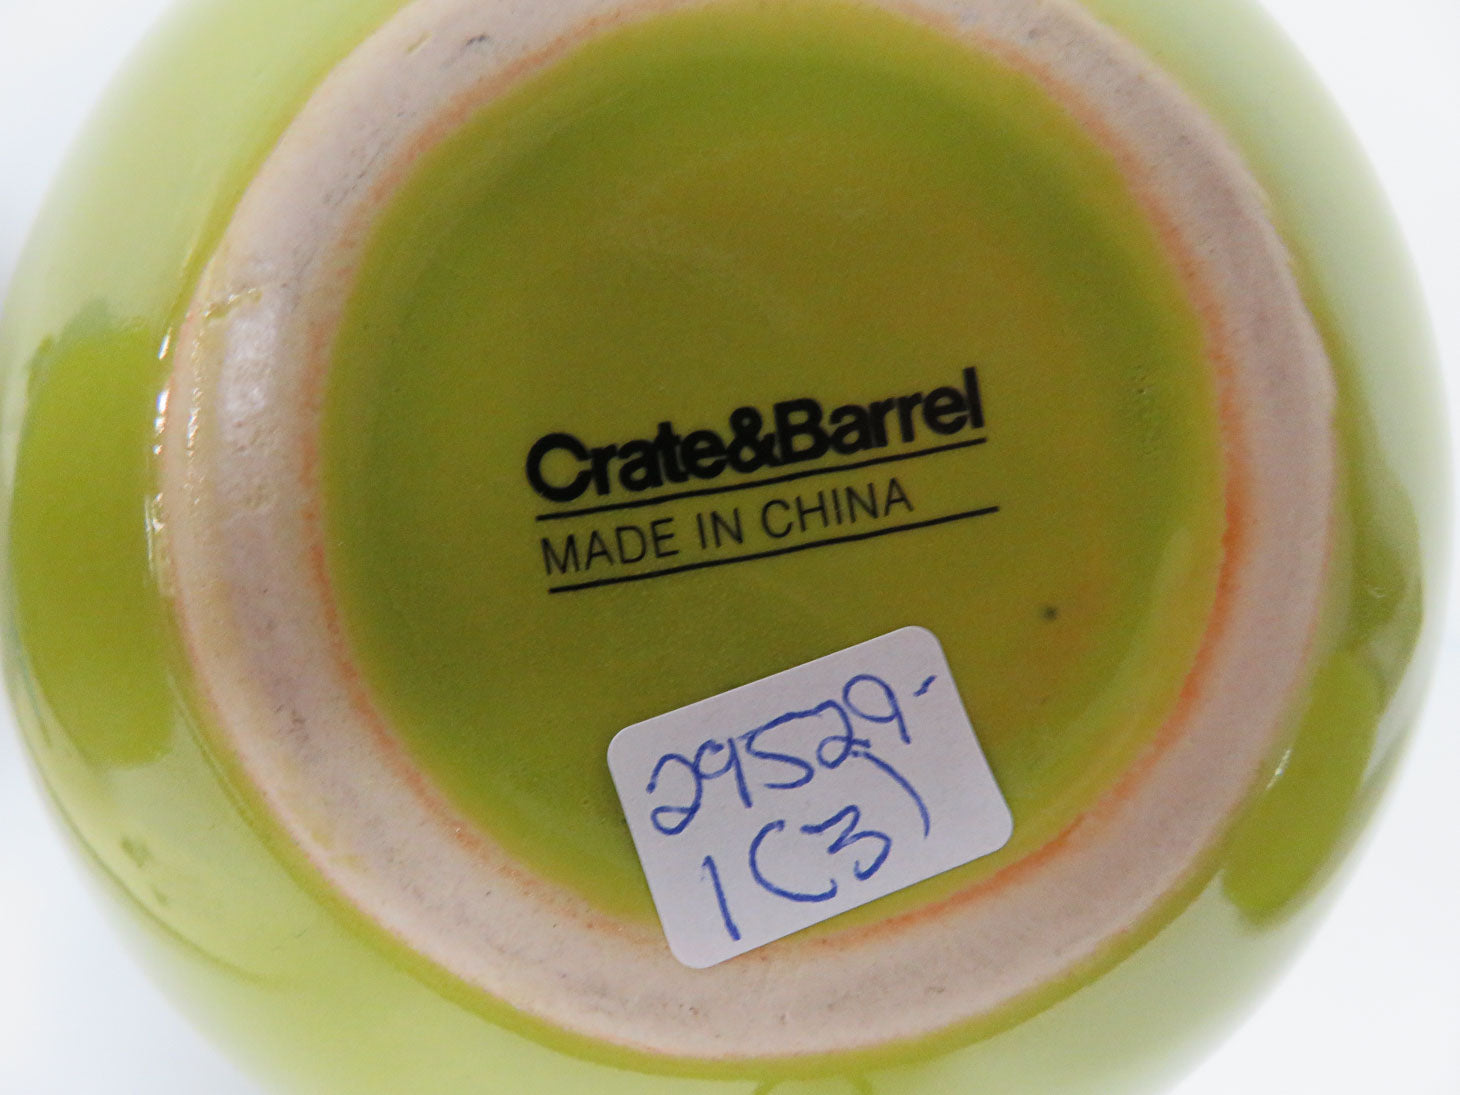 Crate&Barrel
MADE IN CHINA
29529-
1 (3)